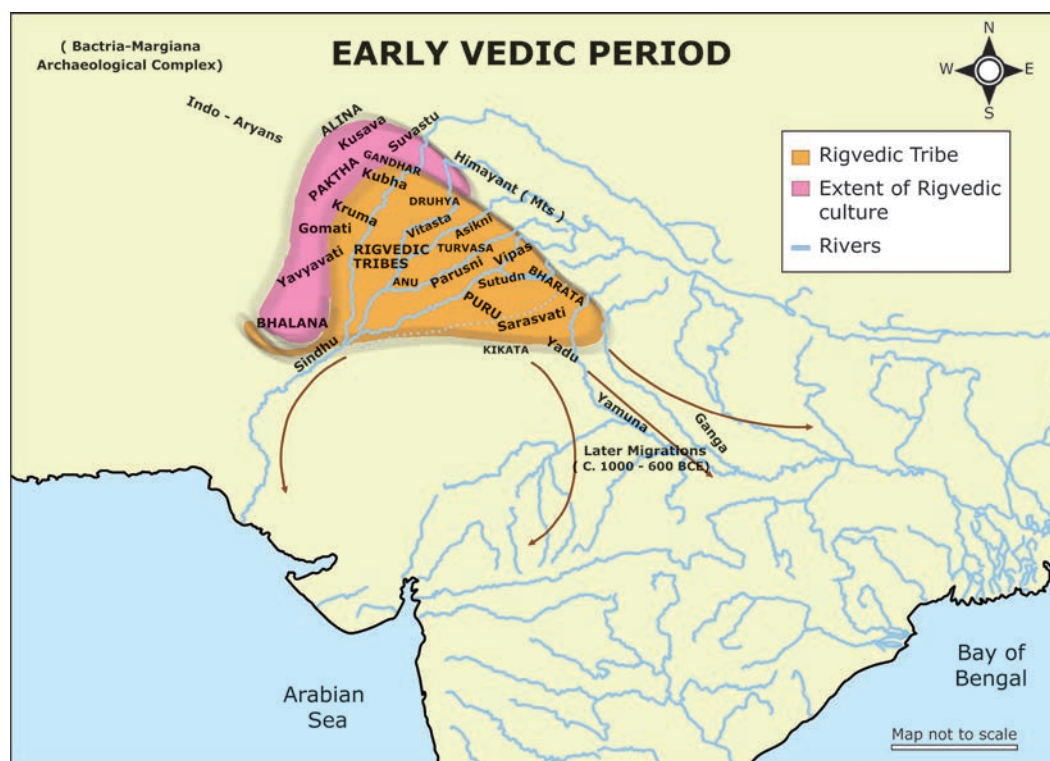 EARLY VEDIC PERIOD
( Bactria-Margiana
Archaeological Complex)
N
W
E
S
Indo - Aryans
Rigvedic Tribe
Extent of Rigvedic
culture
Rivers
ALINA
Kusava
Suvastu
PAKTHA
GANDHAR
Kubha
Himayant ( Mts )
DRUHYA
Kruma
Gomati
Vitasta
Asikni
RIGVEDIC
TRIBES
TURVASA
Vipas
Yavyavati
ANU
Parusni
Sutudn
BHARATA
PURU
Sarasvati
BHALANA
Sindhu
KIKATA
Yadu
Yamuna
Ganga
Later Migrations
( C. 1000 - 600 BCE)
Arabian
Sea
Bay of
Bengal
Map not to scale